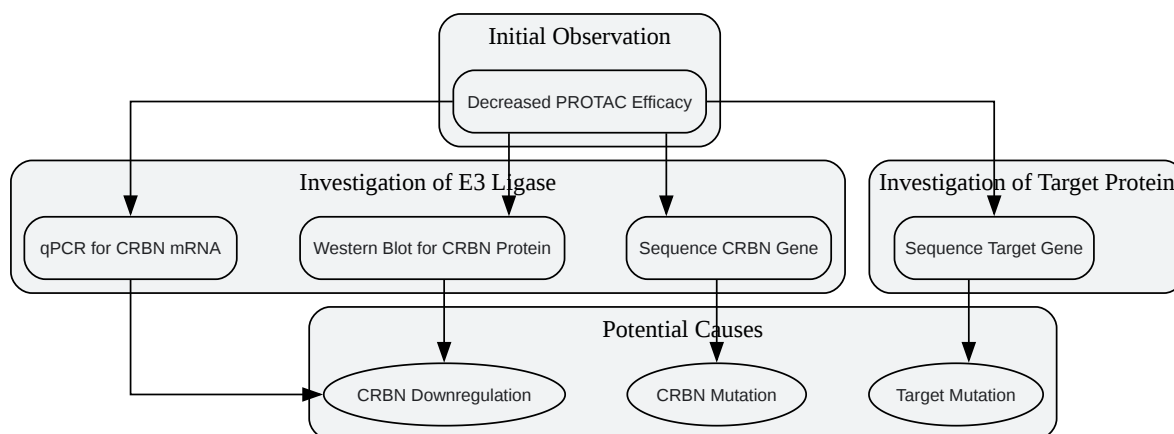 Initial Observation
Decreased PROTAC Efficacy
Investigation of E3 Ligase
Investigation of Target Protein
qPCR for CRBN mRNA
Western Blot for CRBN Protein
Sequence CRBN Gene
Sequence Target Gene
Potential Causes
CRBN Downregulation
CRBN Mutation
Target Mutation